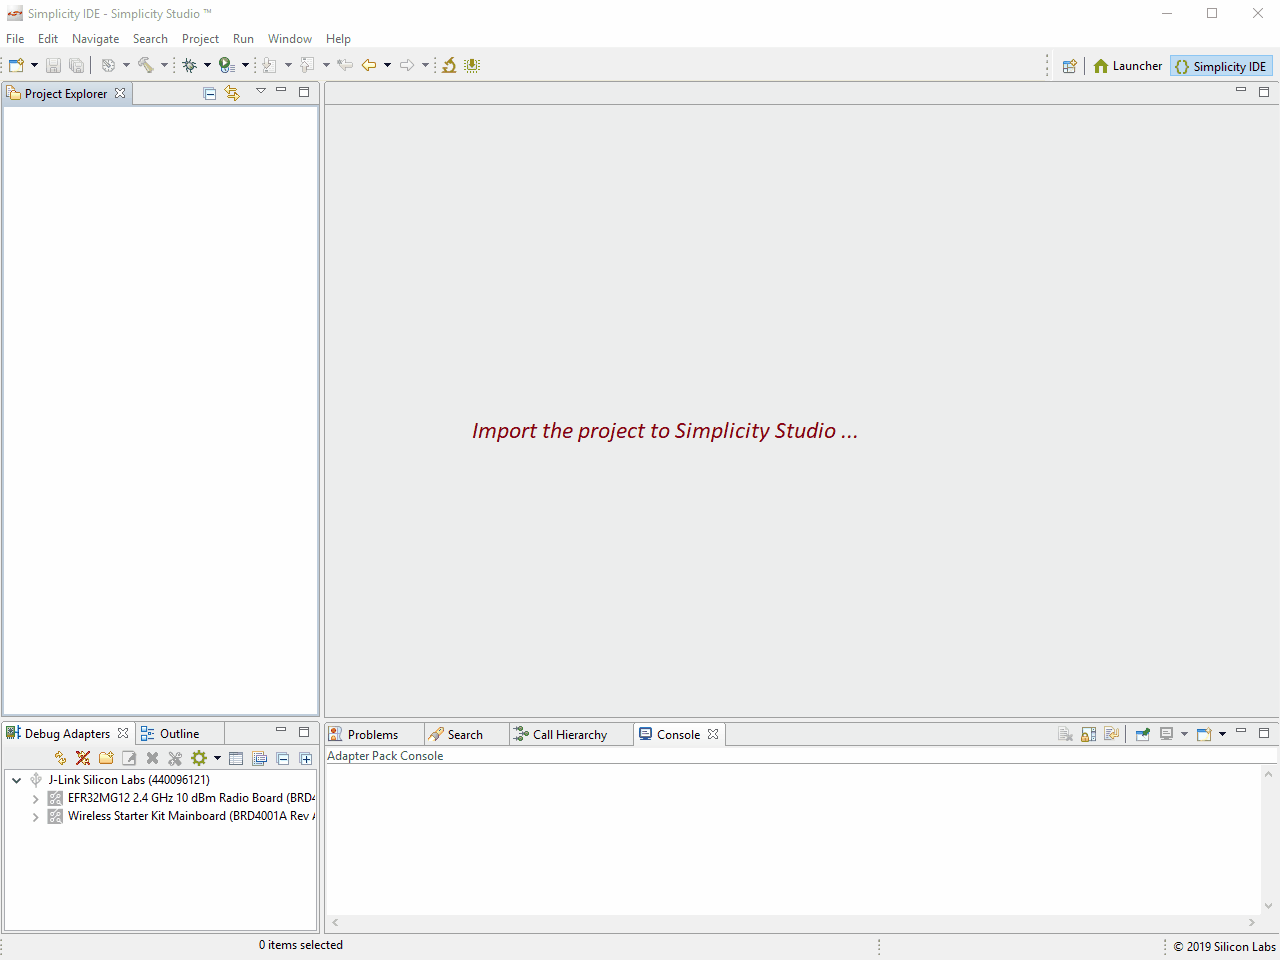 Simplicity IDE - Simplicity Studio ™
File Edit Navigate Search Project Run Window Help
Launcher Simplicity IDE
Project Explorer
Import the project to Simplicity Studio ...
Debug Adapters Outline
J-Link Silicon Labs (440096121)
EFR32MG12 2.4 GHz 10 dBm Radio Board (BRD4
Wireless Starter Kit Mainboard (BRD4001A Rev A
Problems Search Call Hierarchy Console
Adapter Pack Console
0 items selected
© 2019 Silicon Labs